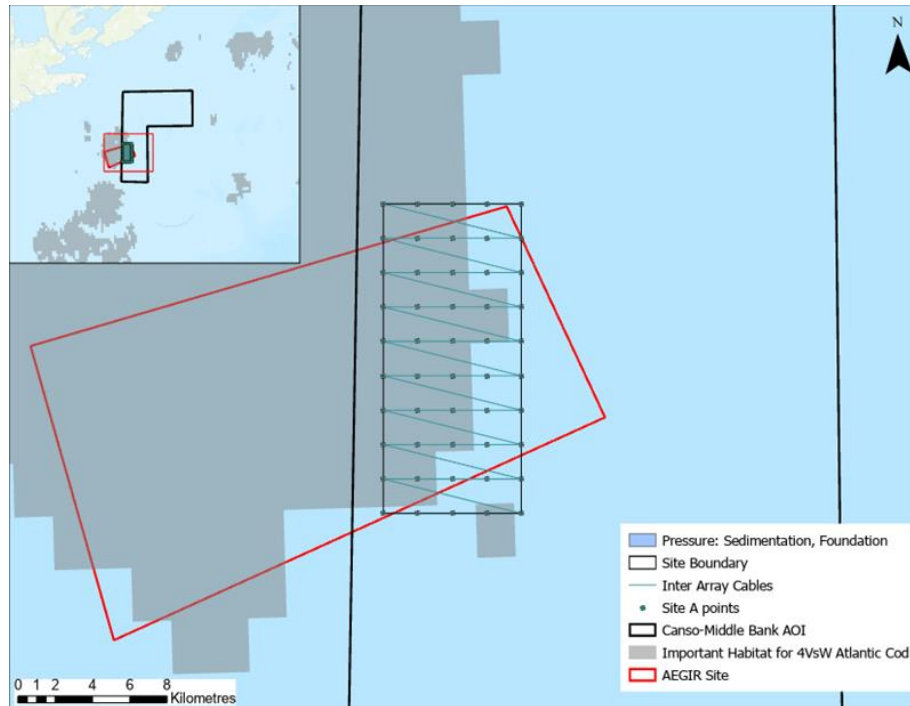 N
Pressure: Sedimentation, Foundation
Site Boundary
Inter Array Cables
Site A points
Canso-Middle Bank AOI
Important Habitat for 4VsW Atlantic Cod
AEGIR Site
0 1 2 4 6 8
Kilometres